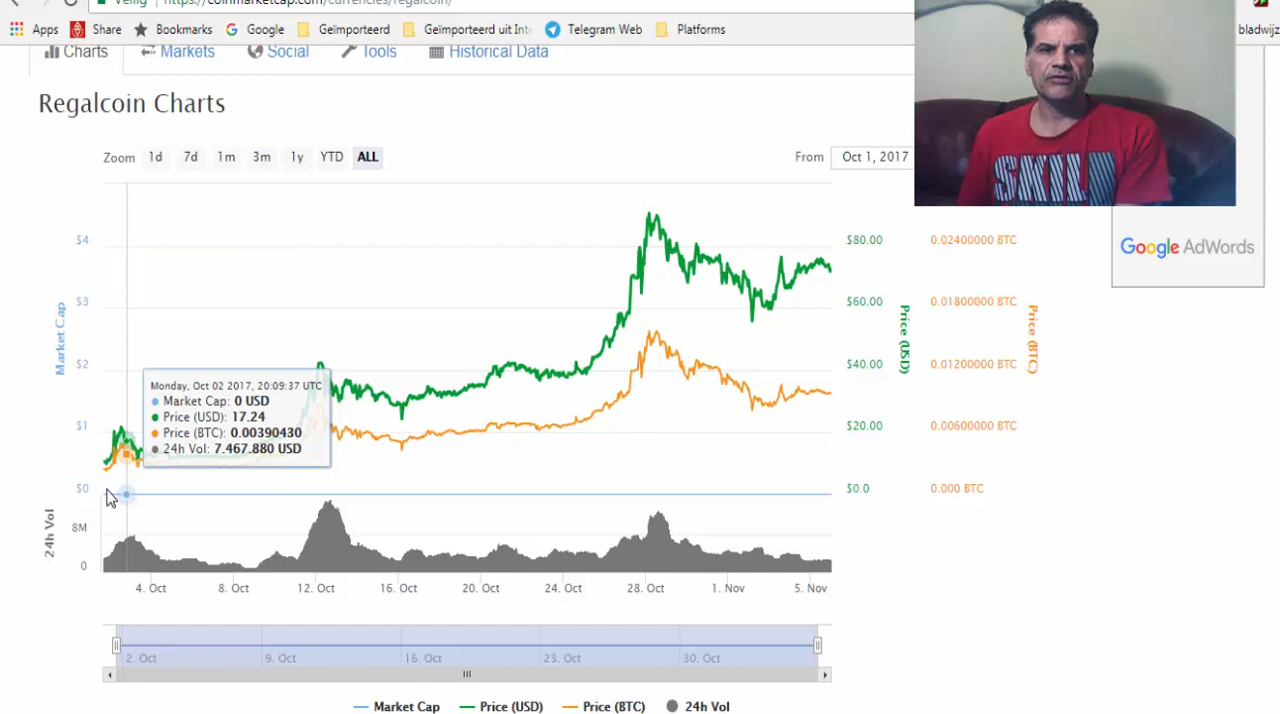 Veilig https://coinmarketcap.com/currencies/regalcoin/
Apps Share Bookmarks Google Geïmporteerd Geïmporteerd uit Int Telegram Web Platforms bladwijz
Charts Markets Social Tools Historical Data
Regalcoin Charts
Zoom 1d 7d 1m 3m 1y YTD ALL From Oct 1, 2017
SKILL
Google AdWords
$4 $80.00 0.02400000 BTC
$3 $60.00 0.01800000 BTC
Market Cap
Price (USD)
Price (BTC)
$2 $40.00 0.01200000 BTC
Monday, Oct 02 2017, 20:09:37 UTC
Market Cap: 0 USD
Price (USD): 17.24
Price (BTC): 0.00390430
24h Vol: 7.467.880 USD
$1 $20.00 0.00600000 BTC
$0 $0.0 0.000 BTC
24h Vol
8M
0
4. Oct 8. Oct 12. Oct 16. Oct 20. Oct 24. Oct 28. Oct 1. Nov 5. Nov
2. Oct 9. Oct 16. Oct 23. Oct 30. Oct
Market Cap Price (USD) Price (BTC) 24h Vol